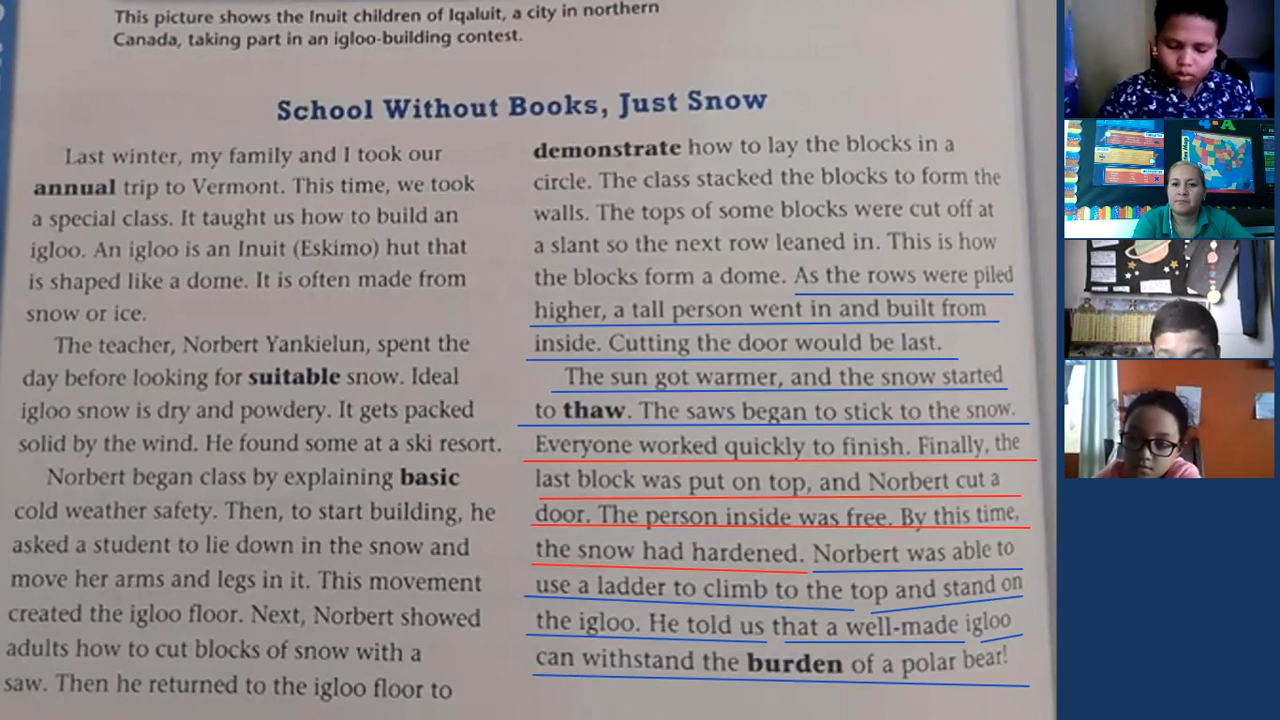 This picture shows the Inuit children of Iqaluit, a city in northern
Canada, taking part in an igloo-building contest.
School Without Books, Just Snow
Last winter, my family and I took our
annual trip to Vermont. This time, we took
a special class. It taught us how to build an
igloo. An igloo is an Inuit (Eskimo) hut that
is shaped like a dome. It is often made from
snow or ice.
The teacher, Norbert Yankielun, spent the
day before looking for suitable snow. Ideal
igloo snow is dry and powdery. It gets packed
solid by the wind. He found some at a ski resort.
Norbert began class by explaining basic
cold weather safety. Then, to start building, he
asked a student to lie down in the snow and
move her arms and legs in it. This movement
created the igloo floor. Next, Norbert showed
adults how to cut blocks of snow with a
saw. Then he returned to the igloo floor to
demonstrate how to lay the blocks in a
circle. The class stacked the blocks to form the
walls. The tops of some blocks were cut off at
a slant so the next row leaned in. This is how
the blocks form a dome. As the rows were piled
higher, a tall person went in and built from
inside. Cutting the door would be last.
The sun got warmer, and the snow started
to thaw. The saws began to stick to the snow.
Everyone worked quickly to finish. Finally, the
last block was put on top, and Norbert cut a
door. The person inside was free. By this time,
the snow had hardened. Norbert was able to
use a ladder to climb to the top and stand on
the igloo. He told us that a well-made igloo
can withstand the burden of a polar bear!